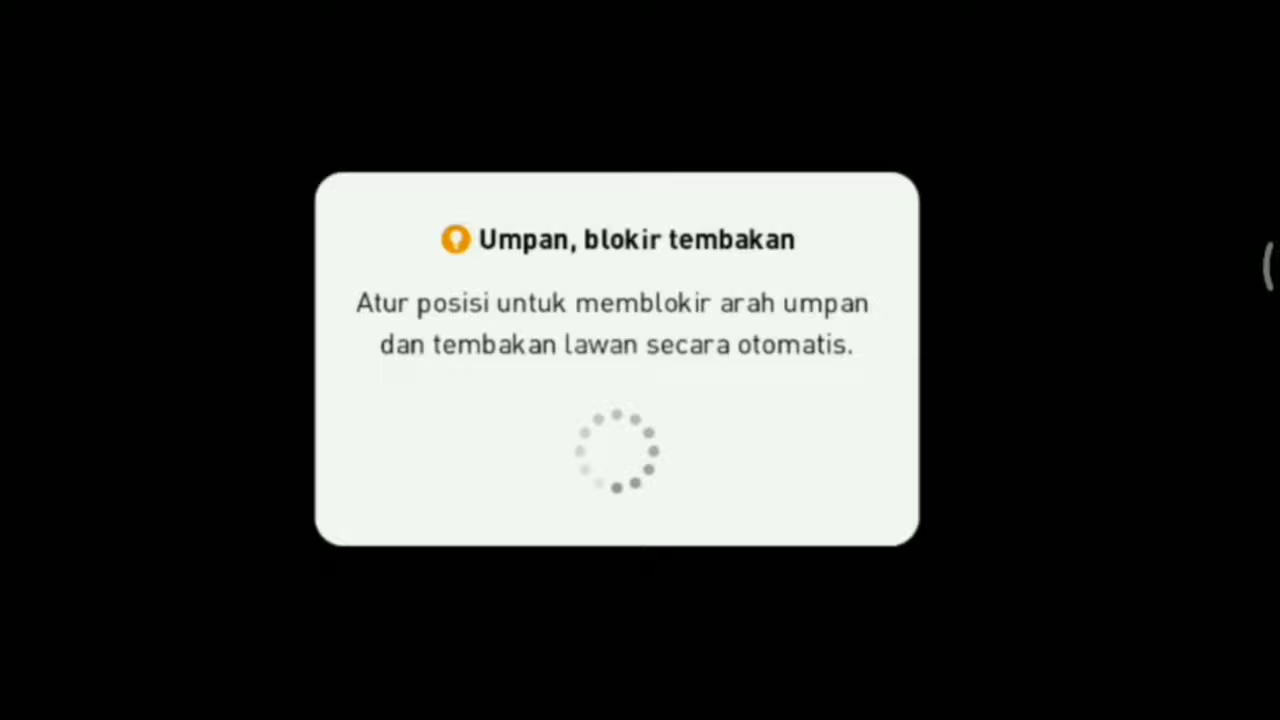 Umpan, blokir tembakan
Atur posisi untuk memblokir arah umpan
dan tembakan lawan secara otomatis.